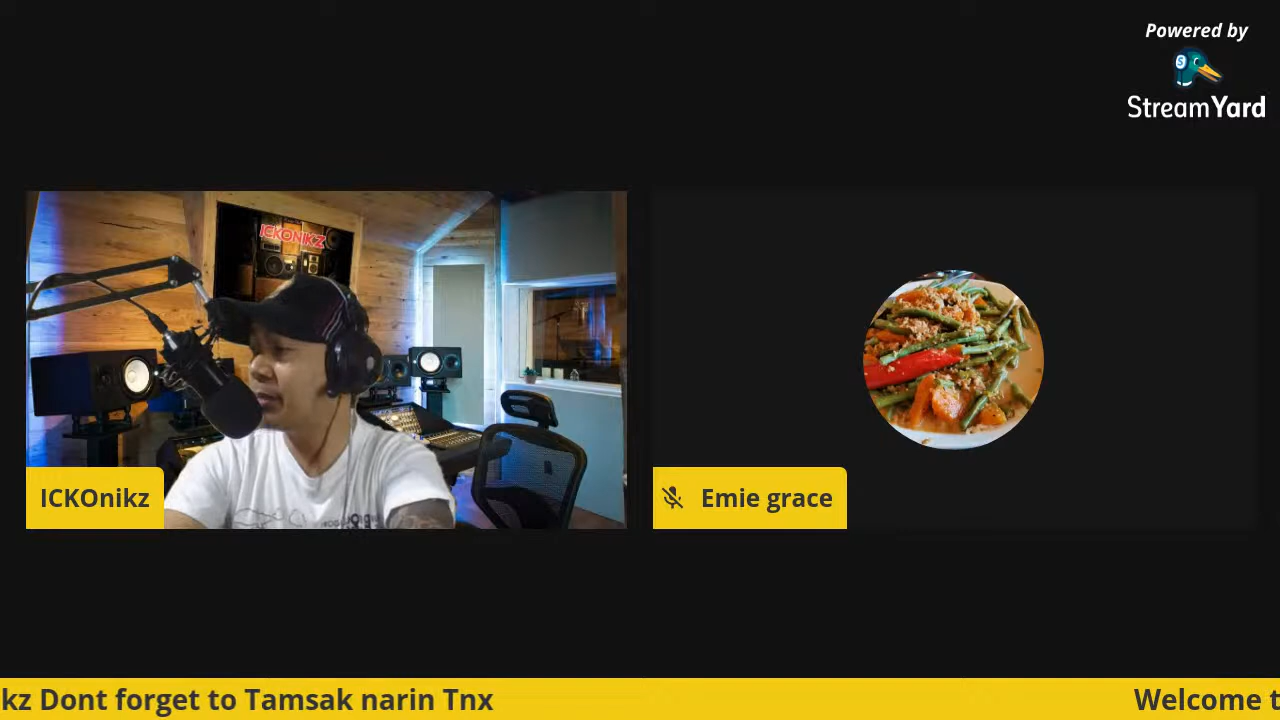 Powered by
StreamYard
ICKONIKZ
ICKOnikz
Emie grace
kz Dont forget to Tamsak narin Tnx
Welcome t